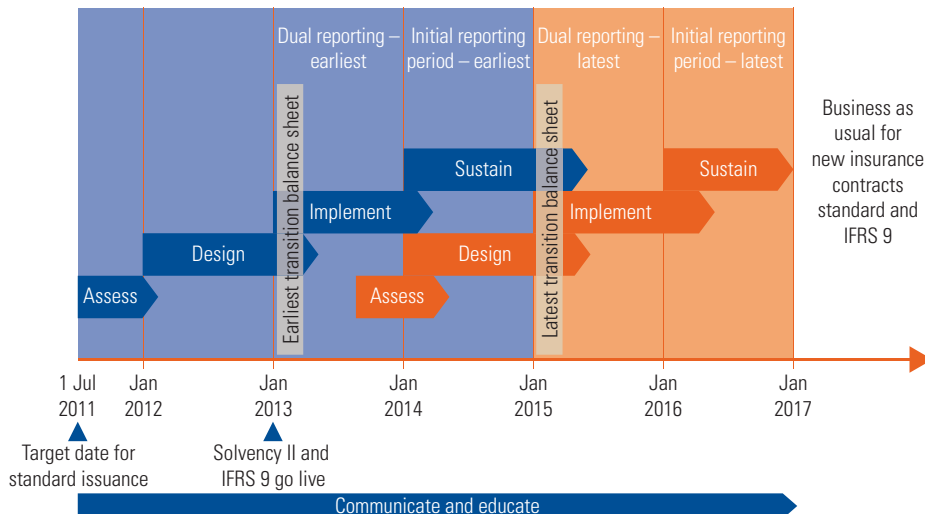 Dual reporting –
earliest
Initial reporting
period – earliest
Dual reporting –
latest
Initial reporting
period – latest
Business as
usual for
new insurance
contracts
standard and
IFRS 9
Earliest transition balance sheet
Latest transition balance sheet
Sustain
Sustain
Implement
Implement
Design
Design
Assess
Assess
1 Jul
2011
Jan
2012
Jan
2013
Jan
2014
Jan
2015
Jan
2016
Jan
2017
Target date for
standard issuance
Solvency II and
IFRS 9 go live
Communicate and educate